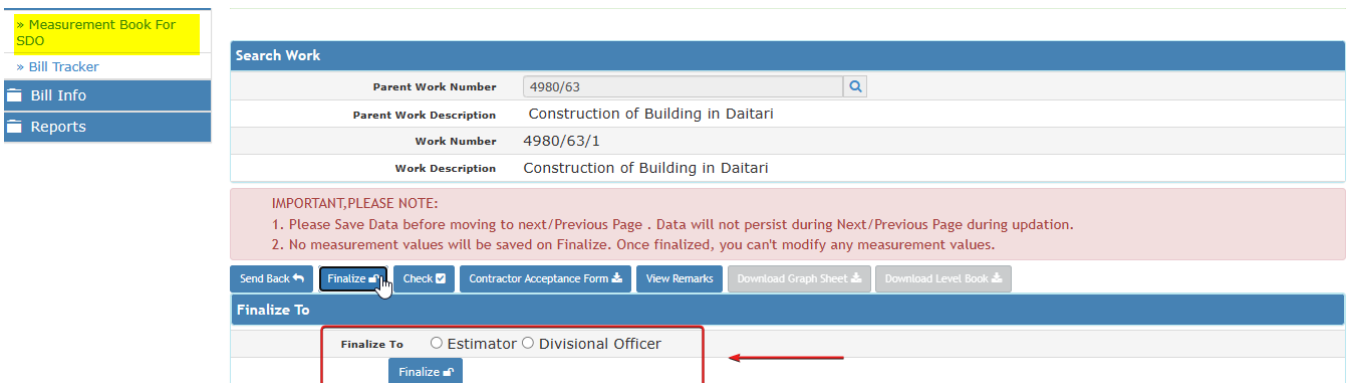 » Measurement Book For
SDO
» Bill Tracker
Bill Info
Reports
Search Work
Parent Work Number 4980/63
Parent Work Description Construction of Building in Daitari
Work Number 4980/63/1
Work Description Construction of Building in Daitari
IMPORTANT,PLEASE NOTE:
1. Please Save Data before moving to next/Previous Page . Data will not persist during Next/Previous Page during updation.
2. No measurement values will be saved on Finalize. Once finalized, you can't modify any measurement values.
Send Back Finalize Check Contractor Acceptance Form View Remarks Download Graph Sheet Download Level Book
Finalize To
Finalize To Estimator Divisional Officer
Finalize